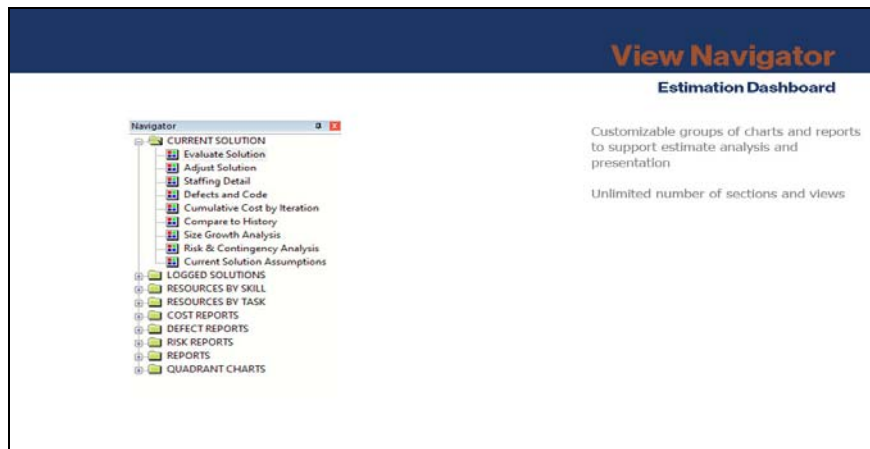 View Navigator
Estimation Dashboard
Navigator
CURRENT SOLUTION
Evaluate Solution
Adjust Solution
Staffing Detail
Defects and Code
Cumulative Cost by Iteration
Compare to History
Size Growth Analysis
Risk & Contingency Analysis
Current Solution Assumptions
LOGGED SOLUTIONS
RESOURCES BY SKILL
RESOURCES BY TASK
COST REPORTS
DEFECT REPORTS
RISK REPORTS
REPORTS
QUADRANT CHARTS
Customizable groups of charts and reports
to support estimate analysis and
presentation
Unlimited number of sections and views